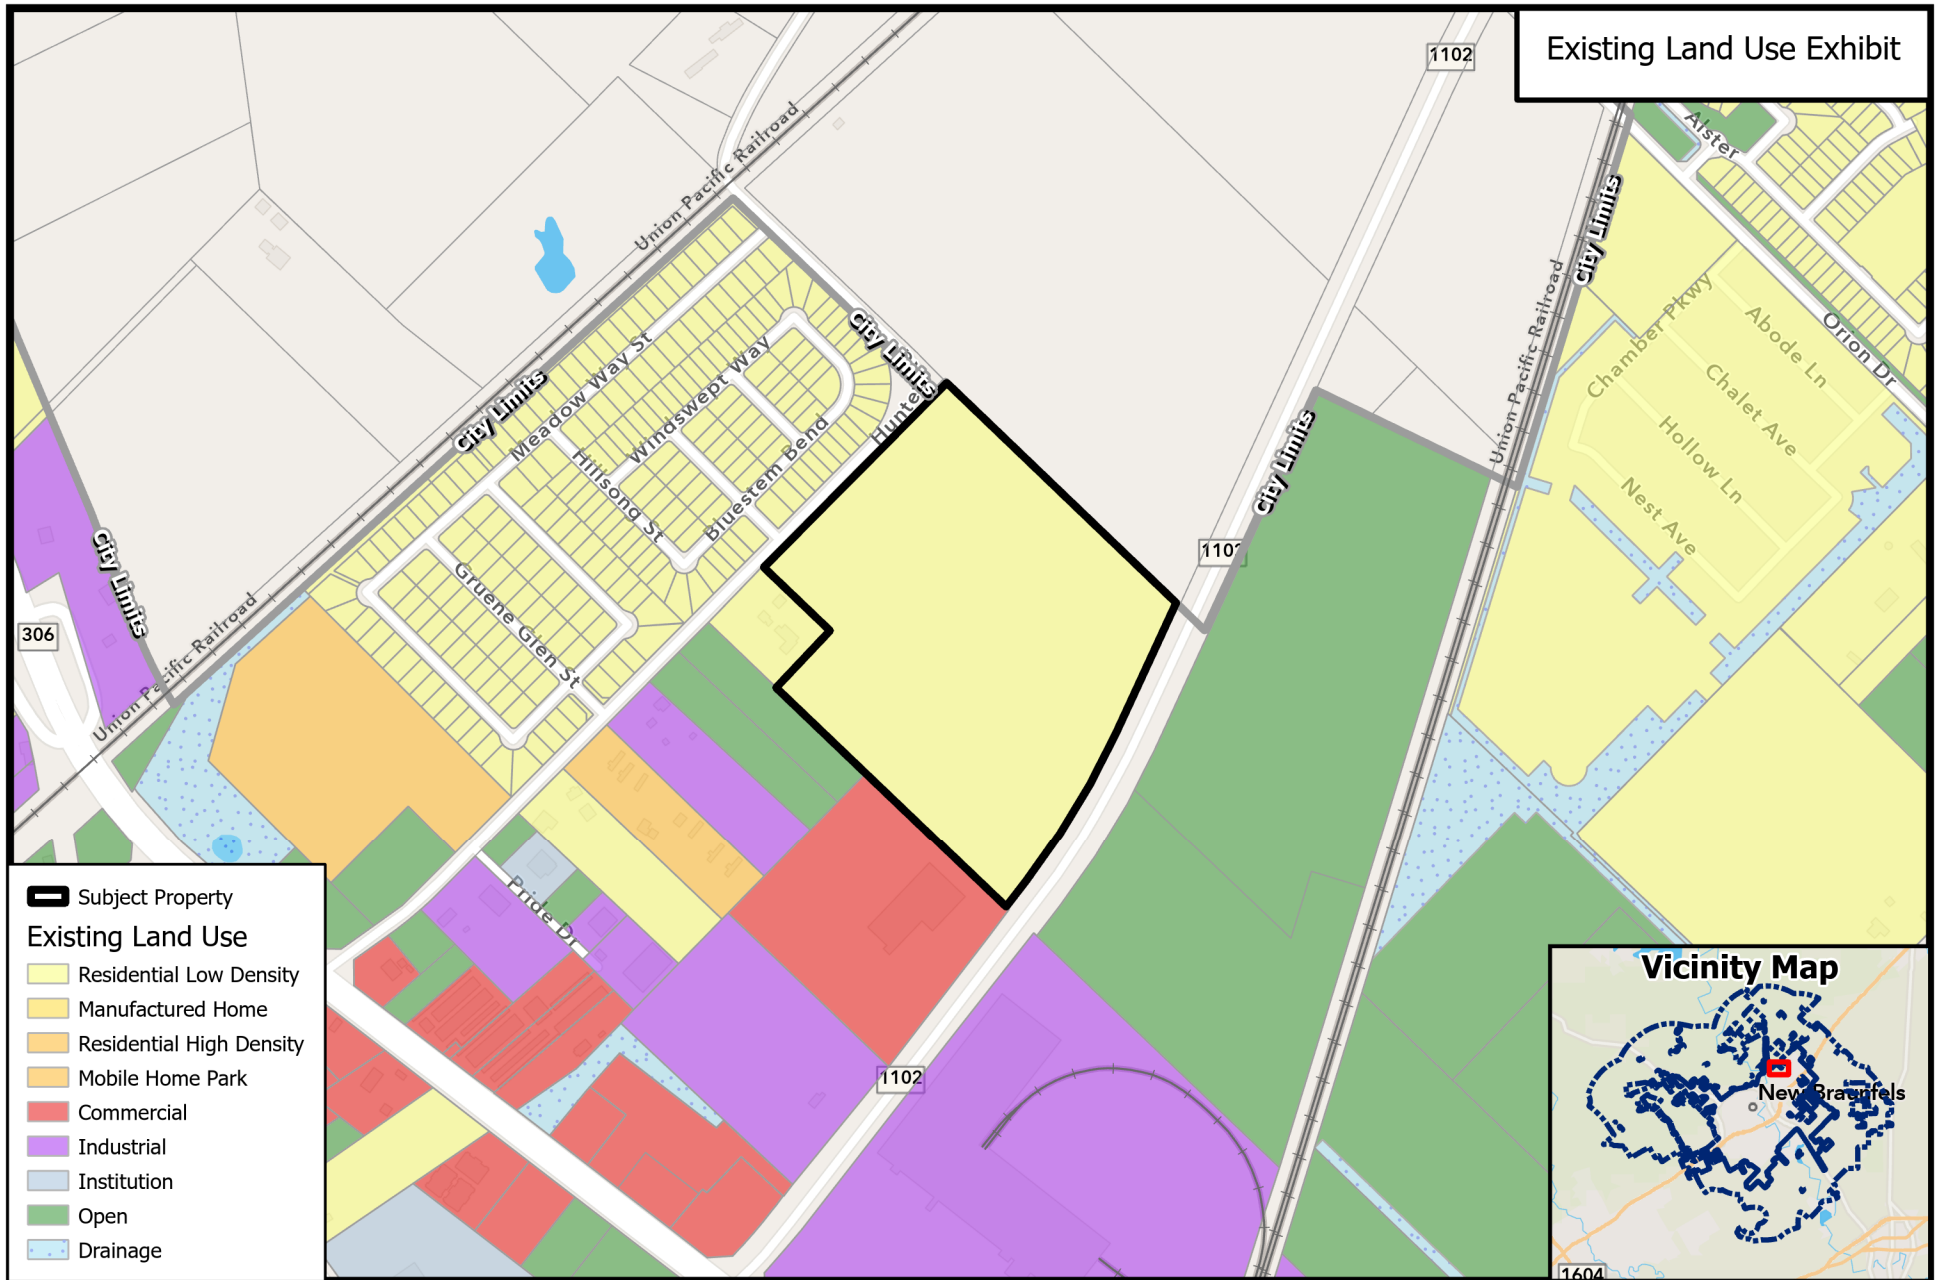 Existing Land Use Exhibit
1102
Alster
Union Pacific Railroad
City Limits
Union Pacific Railroad
City Limits
Chamber Pkwy
Abode Ln
Orion Dr
Chalet Ave
Hollow Ln
Nest Ave
City Limits
Meadow Way St
Windswept Way
City Limits
Hillsong St
Bluestem Bend
Gruene Glen St
City Limits
1102
City Limits
306
Union Pacific Railroad
Pride Dr
1102
Subject Property
Existing Land Use
Residential Low Density
Manufactured Home
Residential High Density
Mobile Home Park
Commercial
Industrial
Institution
Open
Drainage
Vicinity Map
New Braunfels
1604